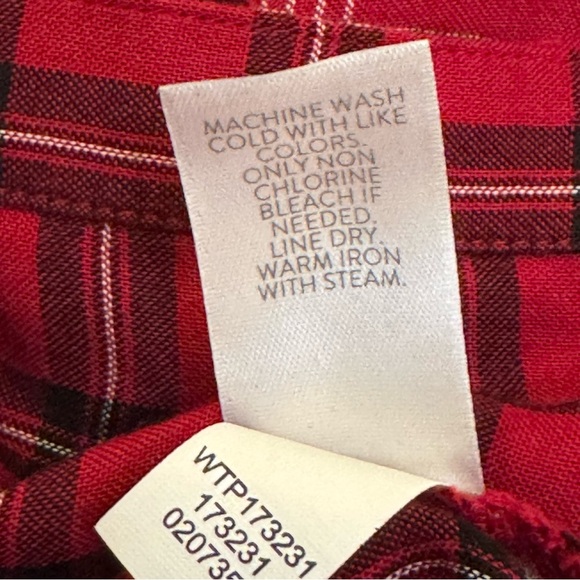 MACHINE WASH
COLD WITH LIKE
COLORS.
ONLY NON
CHLORINE
BLEACH IF
NEEDED.
LINE DRY.
WARM IRON
WITH STEAM.
WTP173231
173231
020735